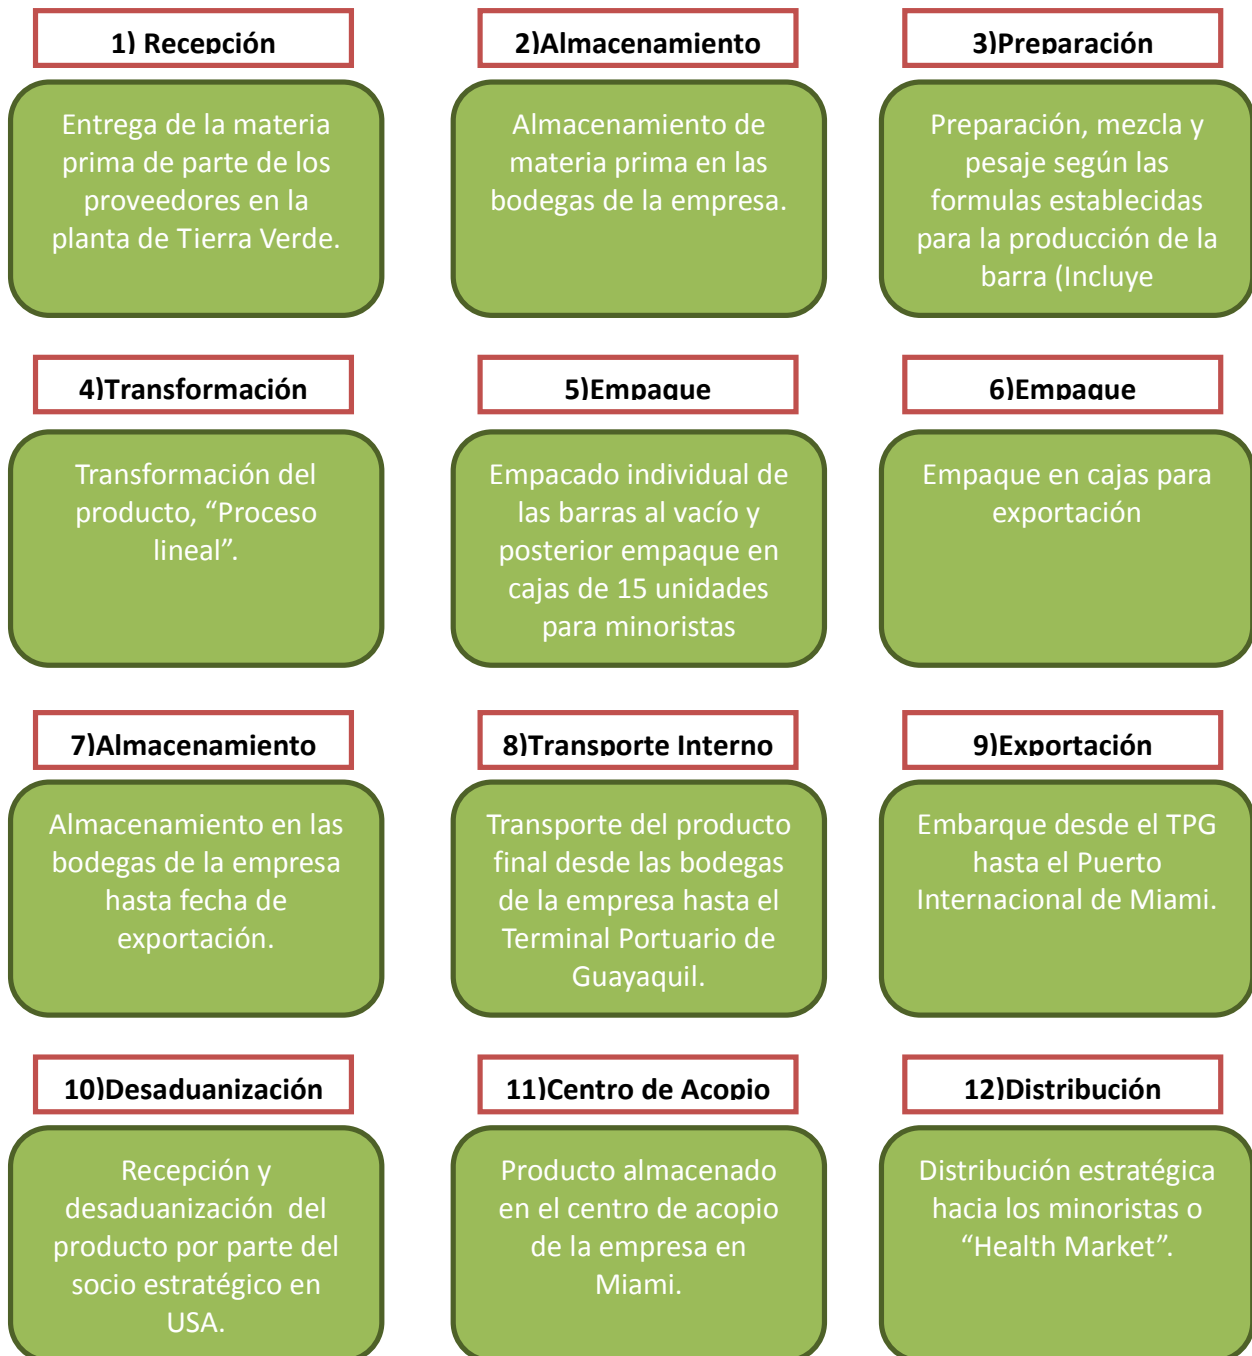 1) Recepción
Entrega de la materia
prima de parte de los
proveedores en la
planta de Tierra Verde.
2)Almacenamiento
Almacenamiento de
materia prima en las
bodegas de la empresa.
3)Preparación
Preparación, mezcla y
pesaje según las
formulas establecidas
para la producción de la
barra (Incluye
4)Transformación
Transformación del
producto, “Proceso
lineal”.
5)Empaque
Empacado individual de
las barras al vacío y
posterior empaque en
cajas de 15 unidades
para minoristas
6)Empaque
Empaque en cajas para
exportación
7)Almacenamiento
Almacenamiento en las
bodegas de la empresa
hasta fecha de
exportación.
8)Transporte Interno
Transporte del producto
final desde las bodegas
de la empresa hasta el
Terminal Portuario de
Guayaquil.
9)Exportación
Embarque desde el TPG
hasta el Puerto
Internacional de Miami.
10)Desaduanización
Recepción y
desaduanización  del
producto por parte del
socio estratégico en
USA.
11)Centro de Acopio
Producto almacenado
en el centro de acopio
de la empresa en
Miami.
12)Distribución
Distribución estratégica
hacia los minoristas o
“Health Market”.